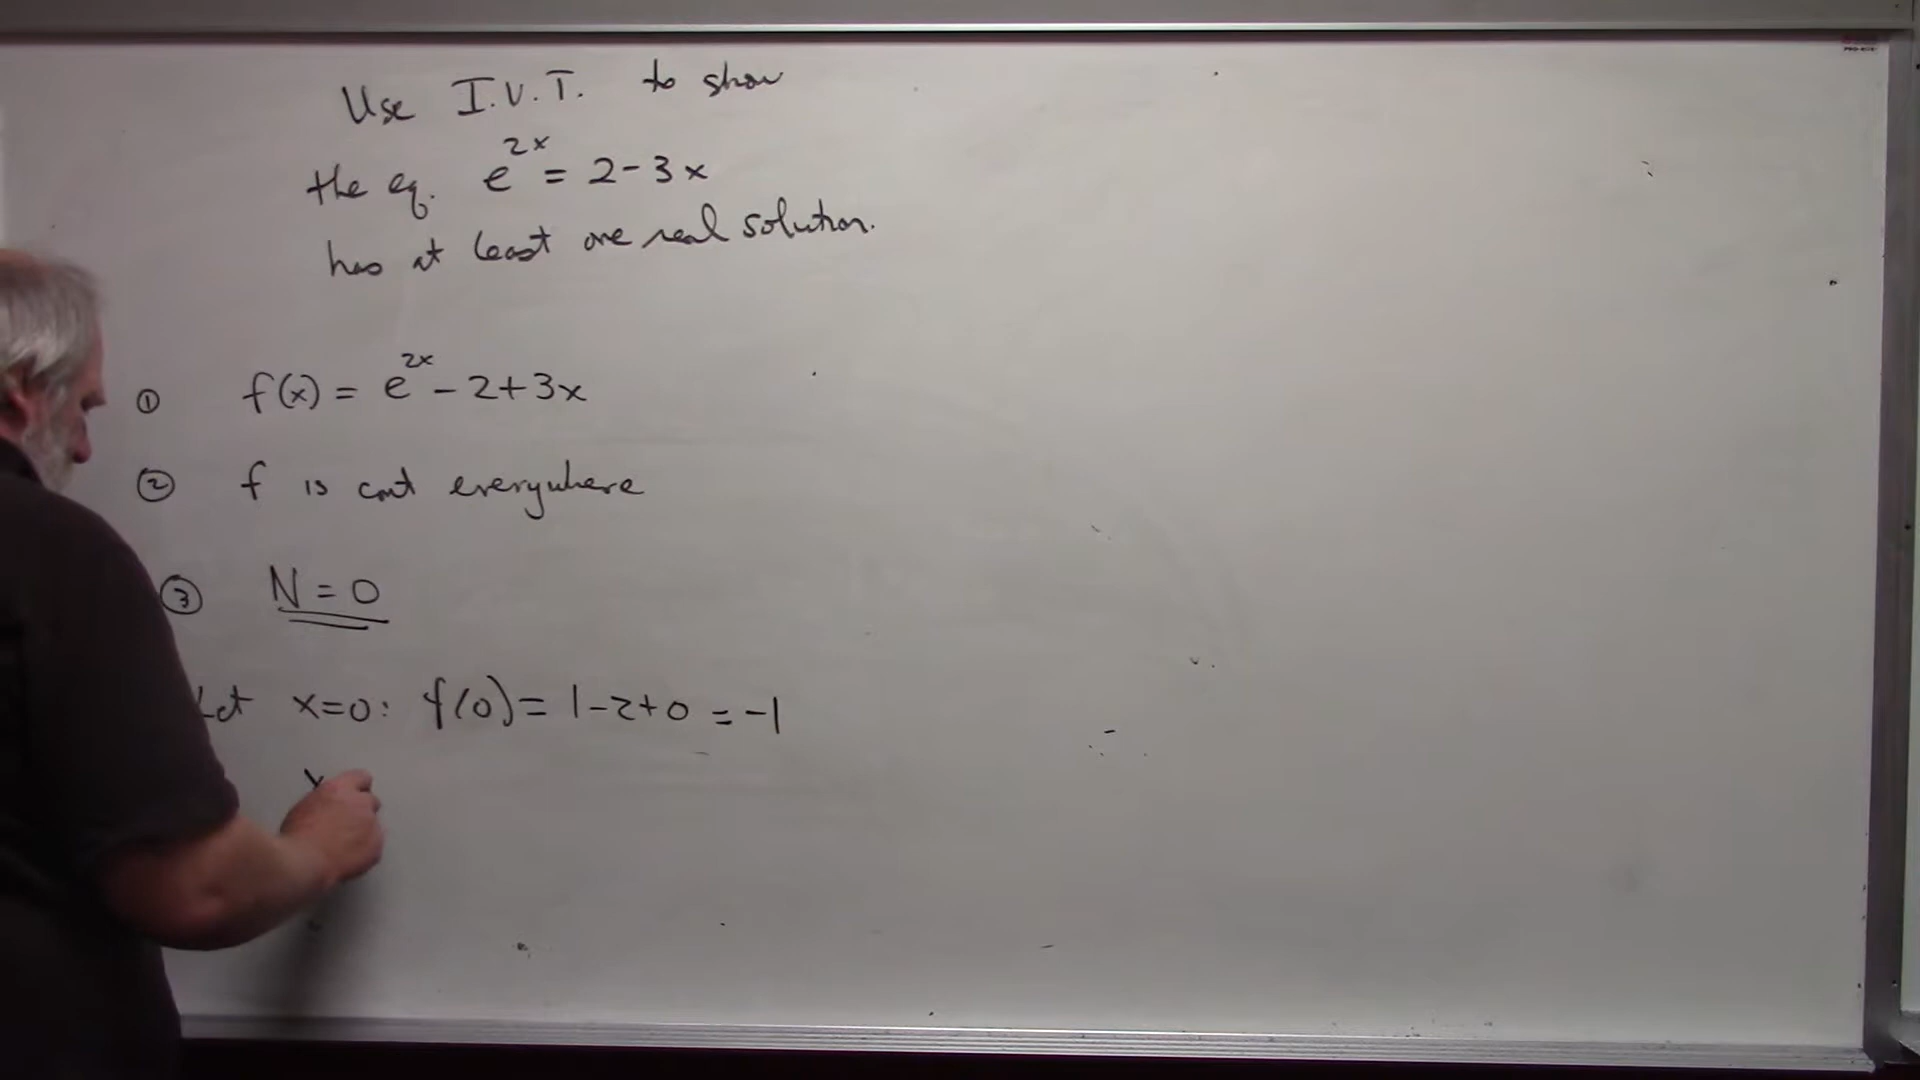 Use I.V.T. to show
the eq. e^{2x} = 2-3x
has at least one real solution.
① f(x) = e^{2x} - 2+3x
② f is cont everywhere
③ N = 0
Let x=0: f(0) = 1-2+0 = -1
x